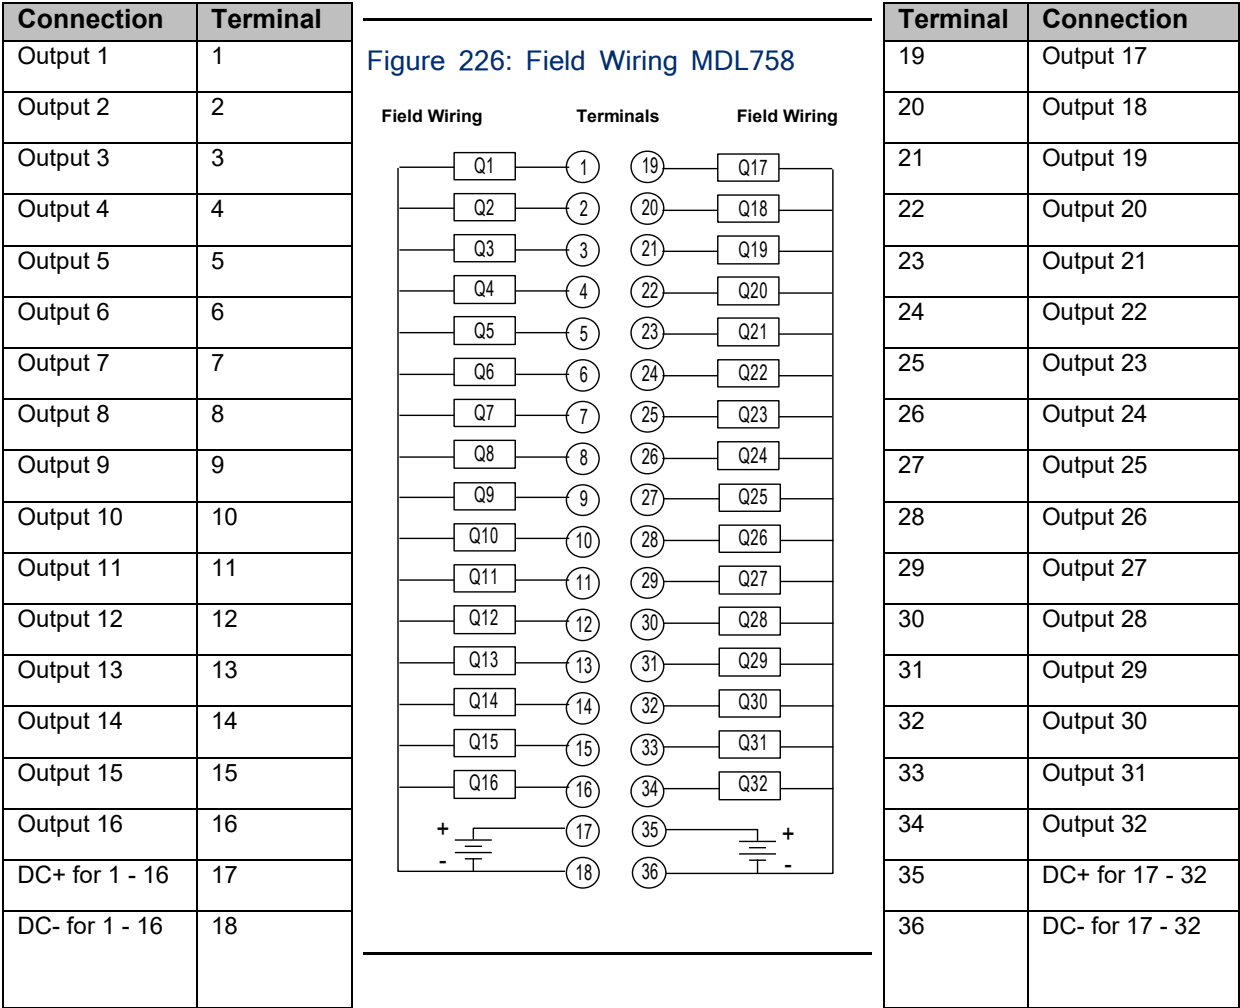 Connection Terminal
Output 1 1
Output 2 2
Output 3 3
Output 4 4
Output 5 5
Output 6 6
Output 7 7
Output 8 8
Output 9 9
Output 10 10
Output 11 11
Output 12 12
Output 13 13
Output 14 14
Output 15 15
Output 16 16
DC+ for 1 - 16 17
DC- for 1 - 16 18
Figure 226: Field Wiring MDL758
Field Wiring Terminals Field Wiring
Q1 1 19 Q17
Q2 2 20 Q18
Q3 3 21 Q19
Q4 4 22 Q20
Q5 5 23 Q21
Q6 6 24 Q22
Q7 7 25 Q23
Q8 8 26 Q24
Q9 9 27 Q25
Q10 10 28 Q26
Q11 11 29 Q27
Q12 12 30 Q28
Q13 13 31 Q29
Q14 14 32 Q30
Q15 15 33 Q31
Q16 16 34 Q32
+ 17 35 +
- 18 36 -
Terminal Connection
19 Output 17
20 Output 18
21 Output 19
22 Output 20
23 Output 21
24 Output 22
25 Output 23
26 Output 24
27 Output 25
28 Output 26
29 Output 27
30 Output 28
31 Output 29
32 Output 30
33 Output 31
34 Output 32
35 DC+ for 17 - 32
36 DC- for 17 - 32